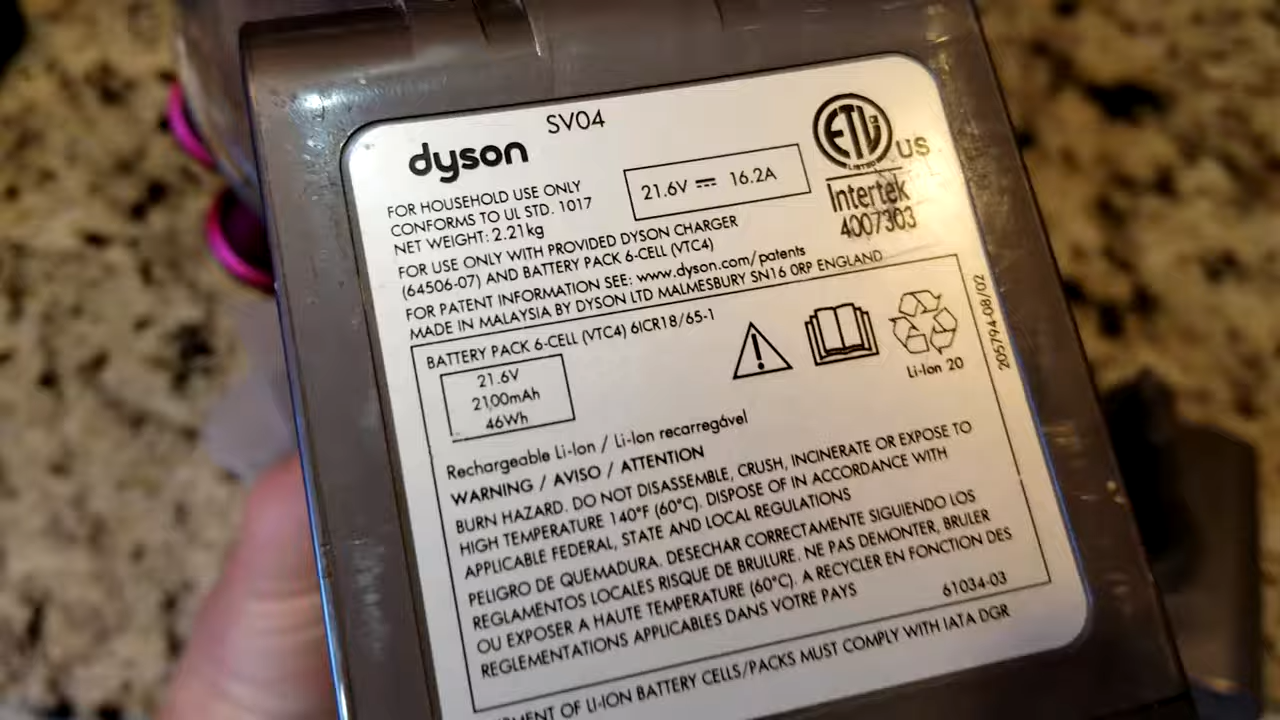 SV04
dyson
FOR HOUSEHOLD USE ONLY
CONFORMS TO UL STD. 1017
NET WEIGHT: 2.21kg
21.6V ⎓ 16.2A
ETL
LISTED
US
Intertek
4007303
FOR USE ONLY WITH PROVIDED DYSON CHARGER
(64506-07) AND BATTERY PACK 6-CELL (VTC4)
FOR PATENT INFORMATION SEE: www.dyson.com/patents
MADE IN MALAYSIA BY DYSON LTD MALMESBURY SN16 0RP ENGLAND
BATTERY PACK 6-CELL (VTC4) 6ICR18/65-1
21.6V
2100mAh
46Wh
Li-Ion 20
205794-08/02
Rechargeable Li-Ion / Li-Ion recarregável
WARNING / AVISO / ATTENTION
BURN HAZARD. DO NOT DISASSEMBLE, CRUSH, INCINERATE OR EXPOSE TO
HIGH TEMPERATURE 140°F (60°C). DISPOSE OF IN ACCORDANCE WITH
APPLICABLE FEDERAL, STATE AND LOCAL REGULATIONS
PELIGRO DE QUEMADURA. DESECHAR CORRECTAMENTE SIGUIENDO LOS
REGLAMENTOS LOCALES RISQUE DE BRULURE. NE PAS DEMONTER, BRULER
OU EXPOSER A HAUTE TEMPERATURE (60°C). A RECYCLER EN FONCTION DES
REGLEMENTATIONS APPLICABLES DANS VOTRE PAYS
61034-03
OF LI-ION BATTERY CELLS/PACKS MUST COMPLY WITH IATA DGR